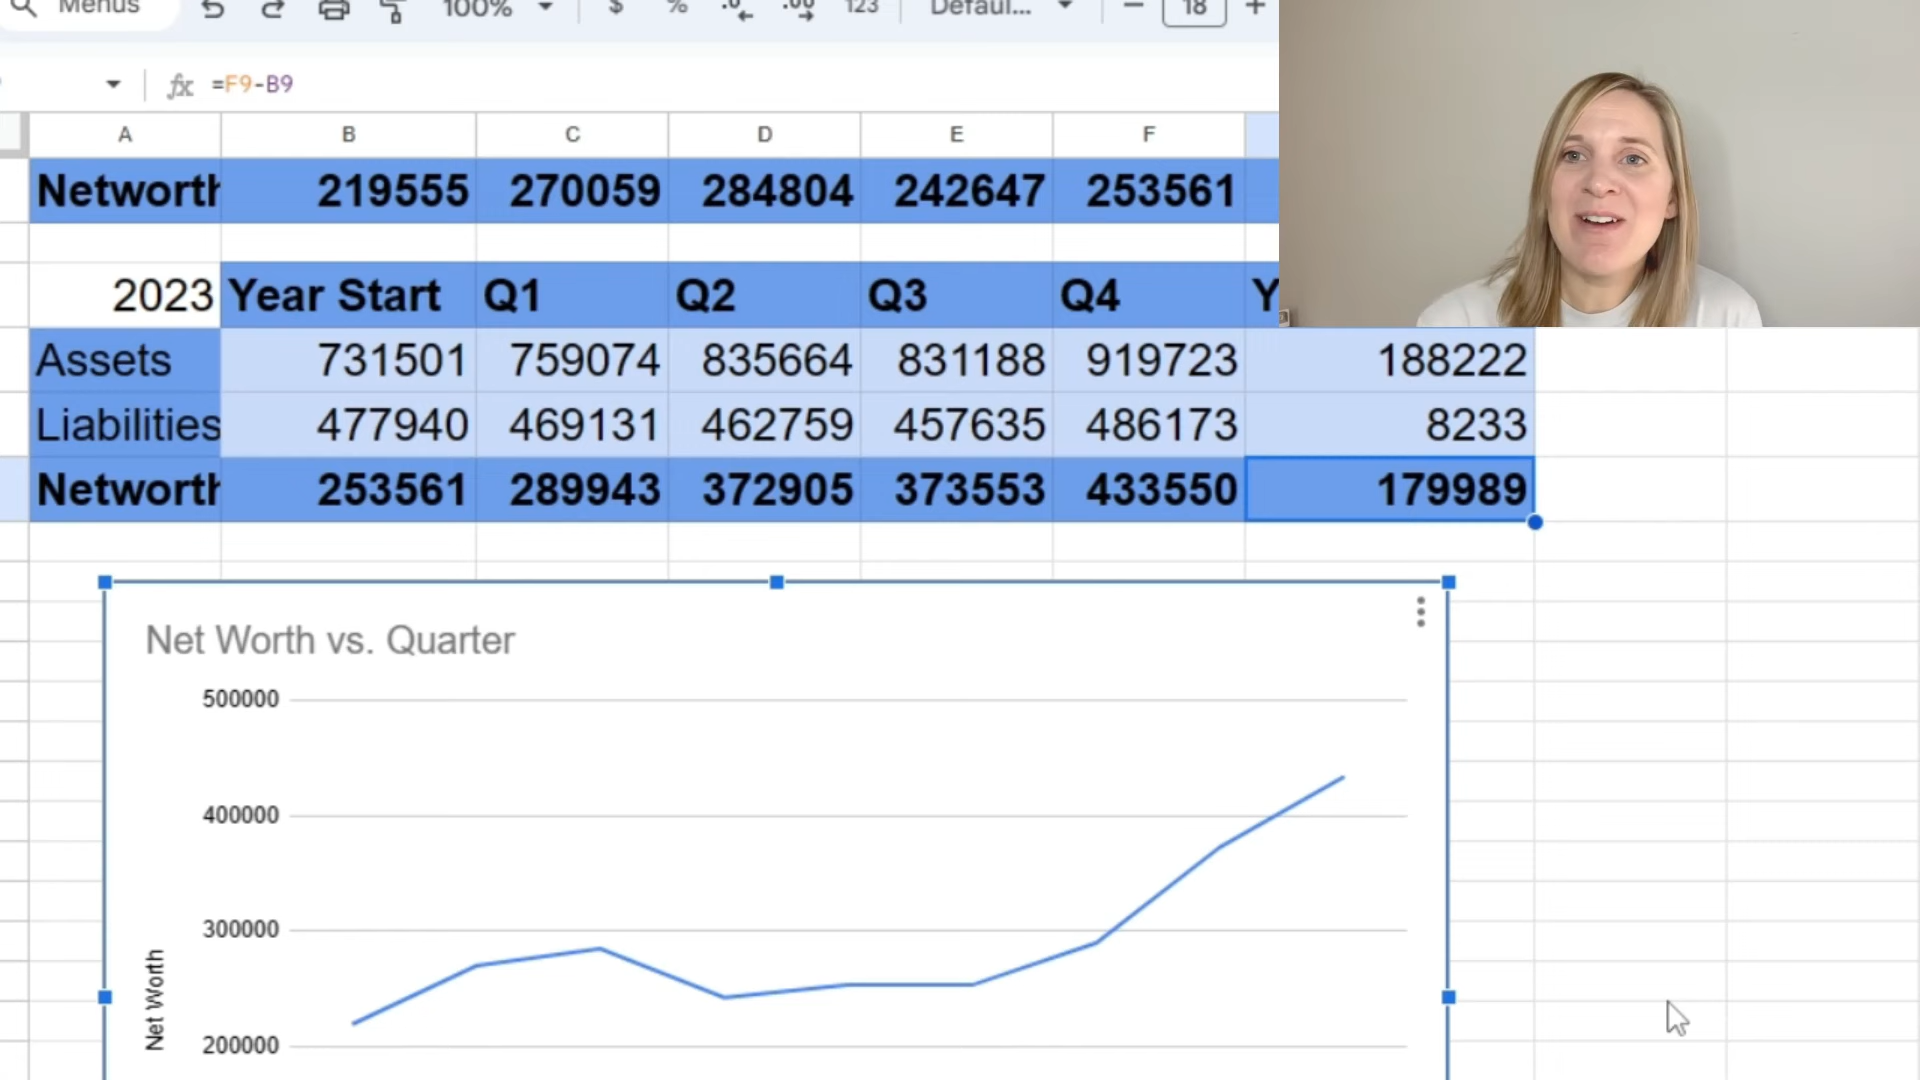 Menus 100% $ % .0 .00 123 Defaul... − 18 +
fx =F9-B9
A B C D E F
Networth 219555 270059 284804 242647 253561
2023 Year Start Q1 Q2 Q3 Q4 Y
Assets 731501 759074 835664 831188 919723 188222
Liabilities 477940 469131 462759 457635 486173 8233
Networth 253561 289943 372905 373553 433550 179989
Net Worth vs. Quarter
500000
400000
300000
200000
Net Worth